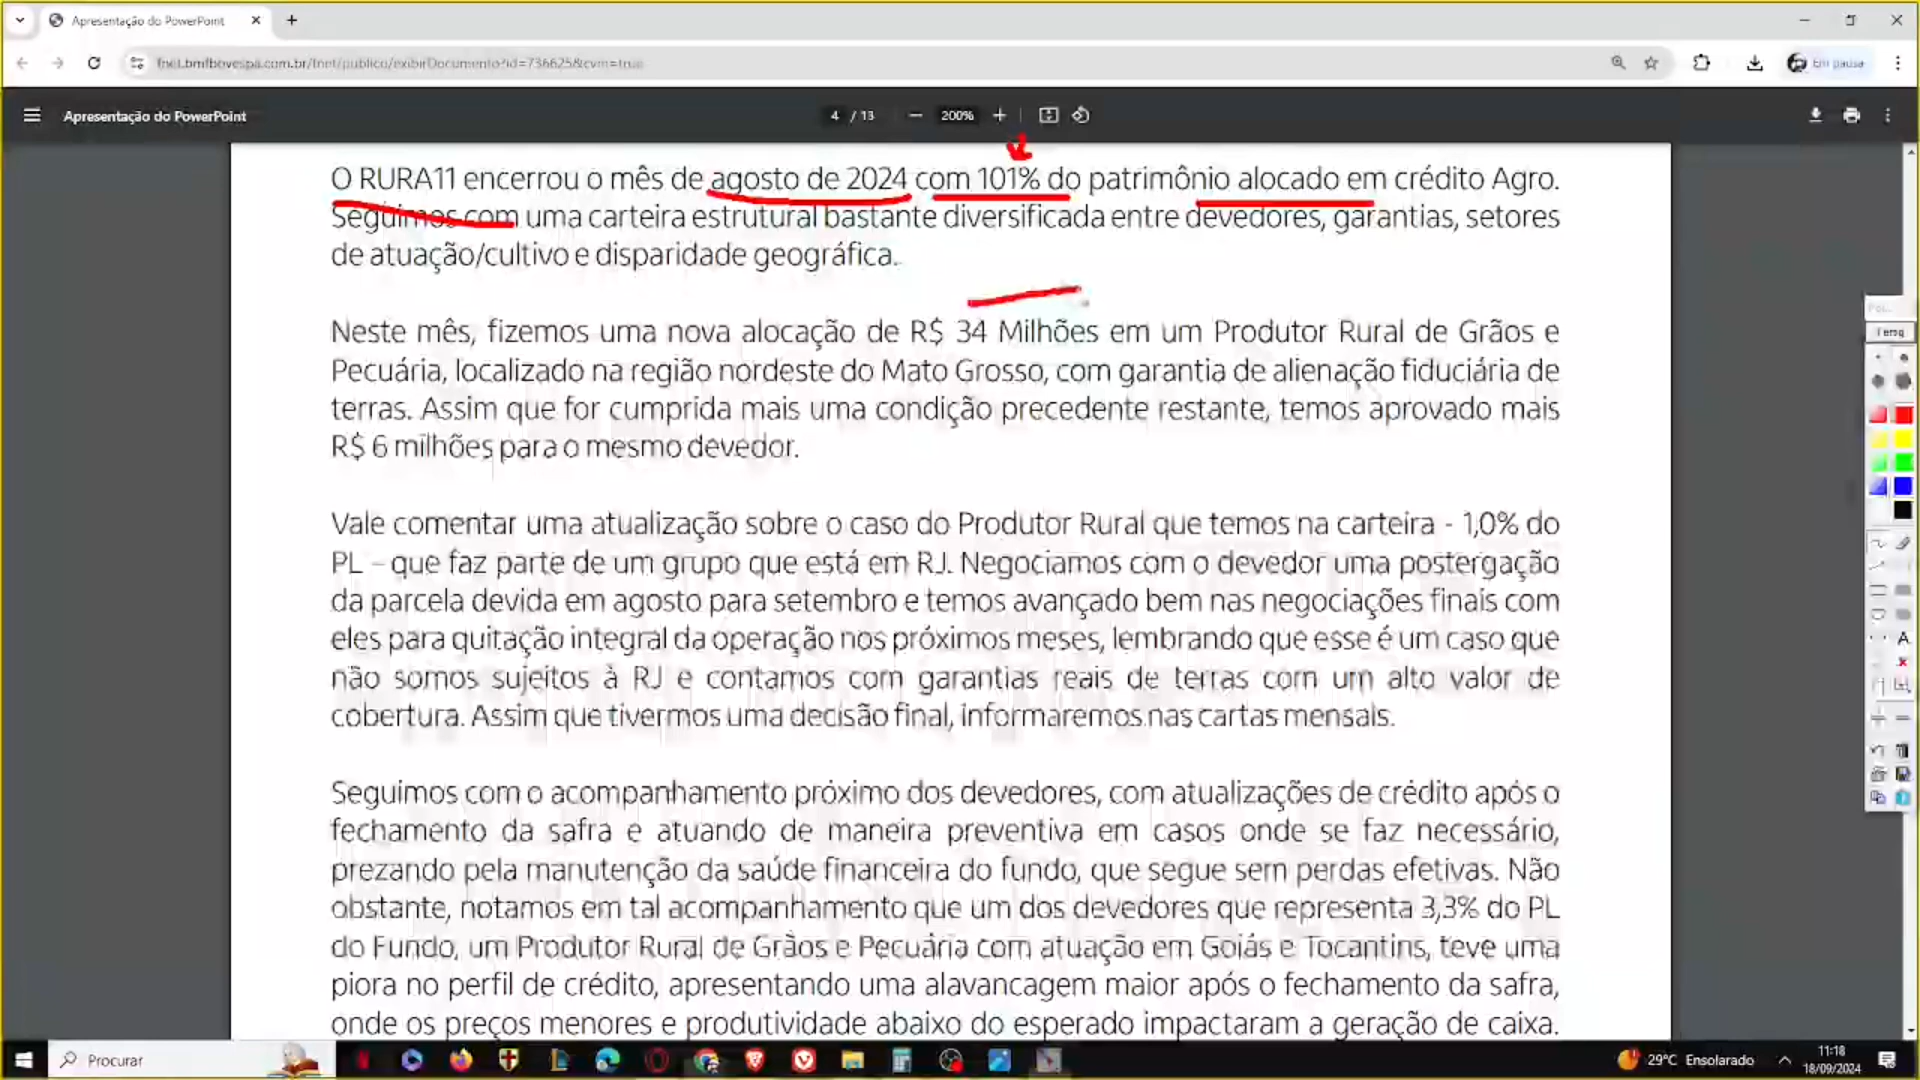 Apresentação do PowerPoint
fnet.bmfbovespa.com.br/fnet/publico/exibirDocumento?id=736625&cvm=true
Em pausa
Apresentação do PowerPoint
4 / 13
200%
O RURA11 encerrou o mês de agosto de 2024 com 101% do patrimônio alocado em crédito Agro.
Seguimos com uma carteira estrutural bastante diversificada entre devedores, garantias, setores
de atuação/cultivo e disparidade geográfica.
Neste mês, fizemos uma nova alocação de R$ 34 Milhões em um Produtor Rural de Grãos e
Pecuária, localizado na região nordeste do Mato Grosso, com garantia de alienação fiduciária de
terras. Assim que for cumprida mais uma condição precedente restante, temos aprovado mais
R$ 6 milhões para o mesmo devedor.
Vale comentar uma atualização sobre o caso do Produtor Rural que temos na carteira - 1,0% do
PL – que faz parte de um grupo que está em RJ. Negociamos com o devedor uma postergação
da parcela devida em agosto para setembro e temos avançado bem nas negociações finais com
eles para quitação integral da operação nos próximos meses, lembrando que esse é um caso que
não somos sujeitos à RJ e contamos com garantias reais de terras com um alto valor de
cobertura. Assim que tivermos uma decisão final, informaremos nas cartas mensais.
Seguimos com o acompanhamento próximo dos devedores, com atualizações de crédito após o
fechamento da safra e atuando de maneira preventiva em casos onde se faz necessário,
prezando pela manutenção da saúde financeira do fundo, que segue sem perdas efetivas. Não
obstante, notamos em tal acompanhamento que um dos devedores que representa 3,3% do PL
do Fundo, um Produtor Rural de Grãos e Pecuária com atuação em Goiás e Tocantins, teve uma
piora no perfil de crédito, apresentando uma alavancagem maior após o fechamento da safra,
onde os preços menores e produtividade abaixo do esperado impactaram a geração de caixa.
Procurar
29°C Ensolarado
11:18
18/09/2024